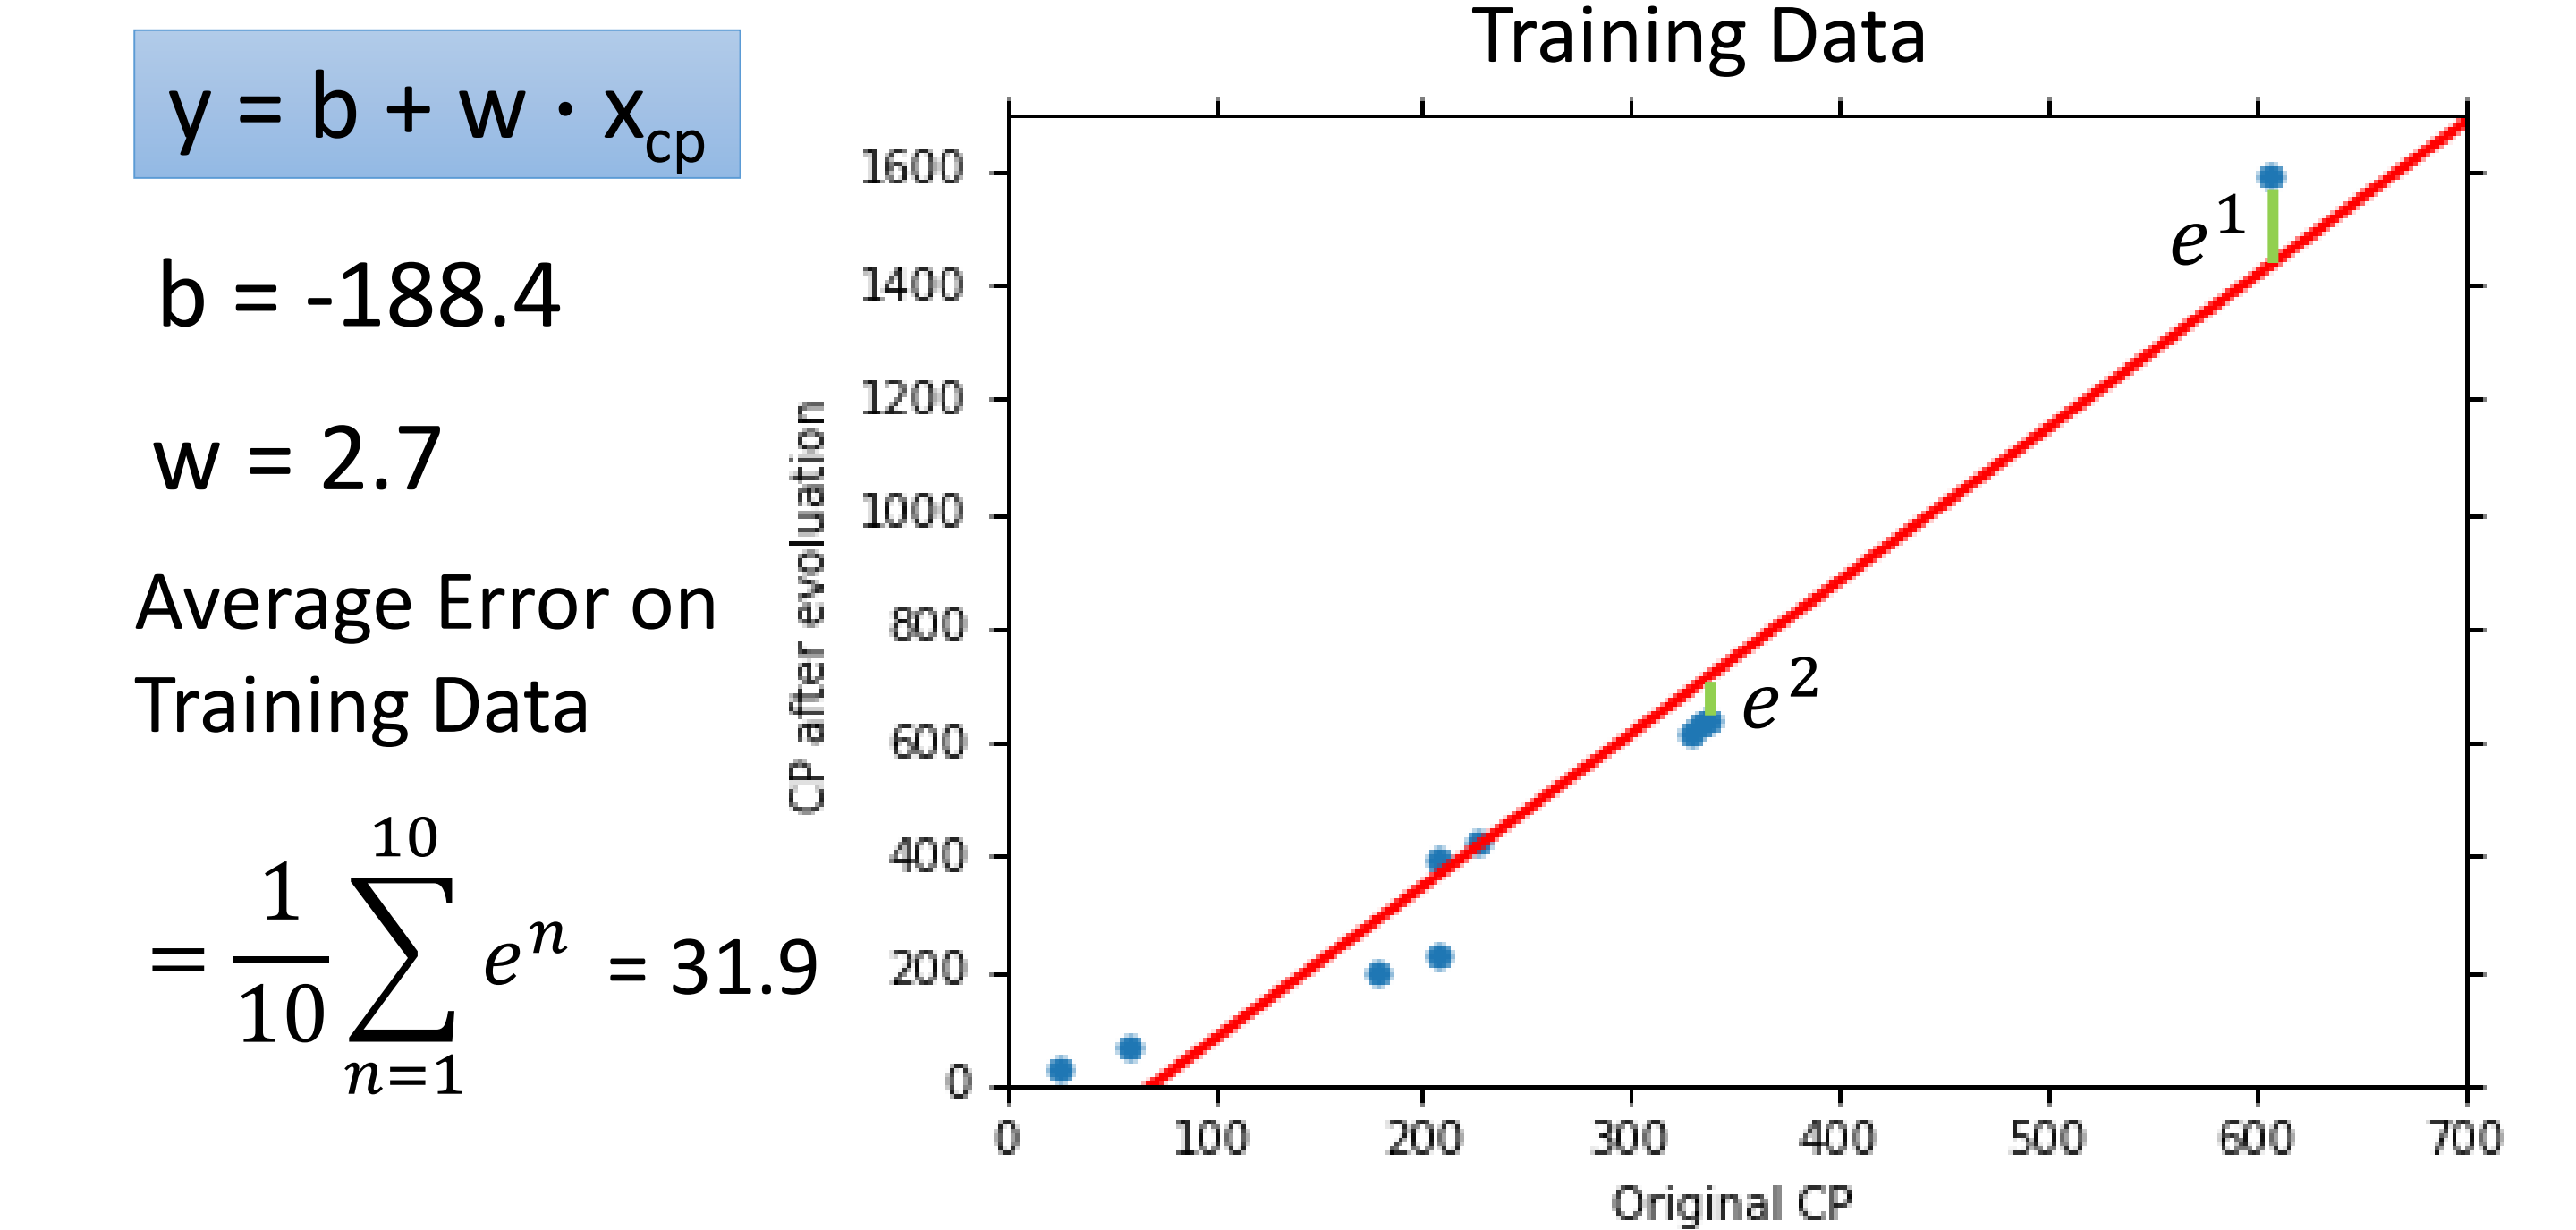 Training Data
y = b + w · x_cp
b = -188.4
w = 2.7
Average Error on
Training Data
= 1/10 ∑_{n=1}^{10} e^n = 31.9
CP after evoluation
1600
1400
1200
1000
800
600
400
200
0
e^1
e^2
0 100 200 300 400 500 600 700
Original CP